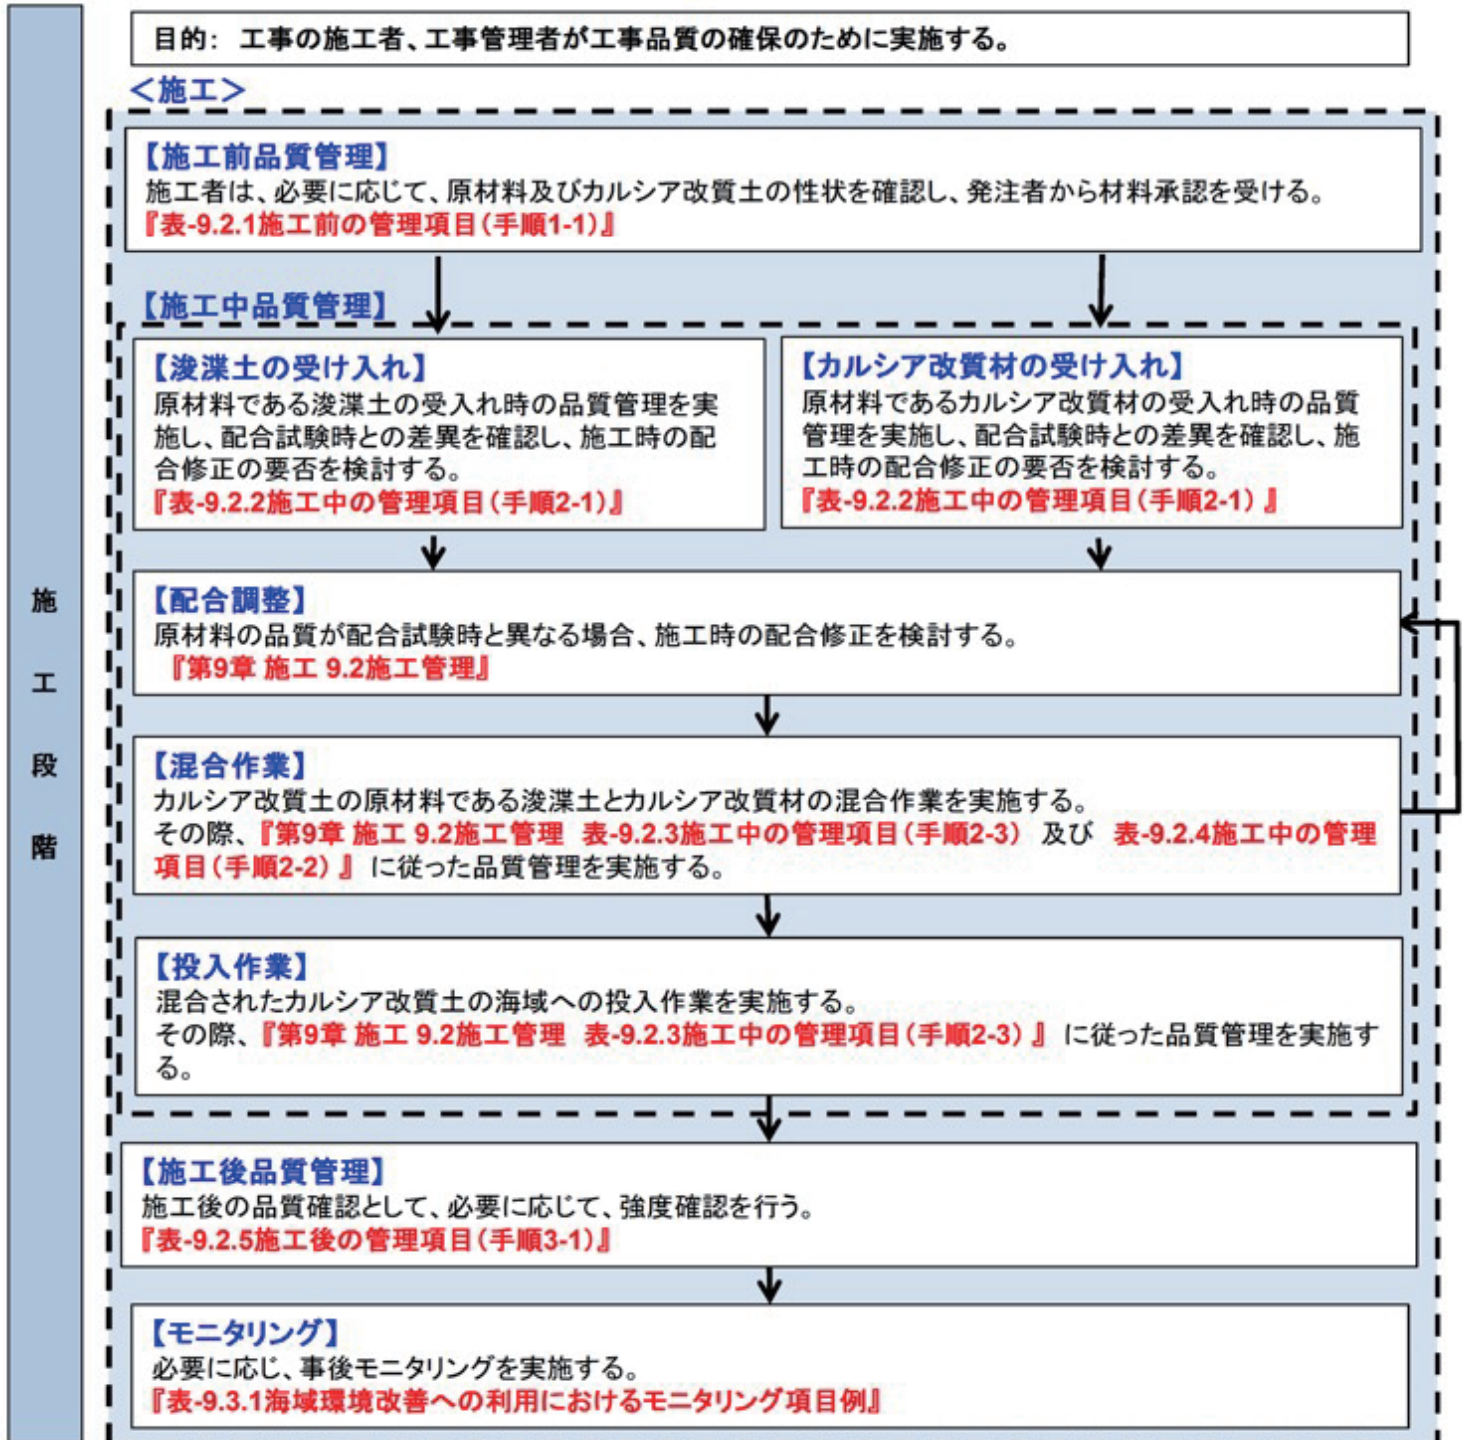 目的： 工事の施工者、工事管理者が工事品質の確保のために実施する。
＜施工＞
【施工前品質管理】
施工者は、必要に応じて、原材料及びカルシア改質土の性状を確認し、発注者から材料承認を受ける。
『表-9.2.1施工前の管理項目（手順1-1）』
【施工中品質管理】
【浚渫土の受け入れ】
原材料である浚渫土の受入れ時の品質管理を実
施し、配合試験時との差異を確認し、施工時の配
合修正の要否を検討する。
『表-9.2.2施工中の管理項目（手順2-1）』
【カルシア改質材の受け入れ】
原材料であるカルシア改質材の受入れ時の品質
管理を実施し、配合試験時との差異を確認し、施
工時の配合修正の要否を検討する。
『表-9.2.2施工中の管理項目（手順2-1）』
【配合調整】
原材料の品質が配合試験時と異なる場合、施工時の配合修正を検討する。
『第9章 施工 9.2施工管理』
【混合作業】
カルシア改質土の原材料である浚渫土とカルシア改質材の混合作業を実施する。
その際、『第9章 施工 9.2施工管理 表-9.2.3施工中の管理項目（手順2-3） 及び 表-9.2.4施工中の管理
項目（手順2-2）』に従った品質管理を実施する。
【投入作業】
混合されたカルシア改質土の海域への投入作業を実施する。
その際、『第9章 施工 9.2施工管理 表-9.2.3施工中の管理項目（手順2-3）』に従った品質管理を実施す
る。
【施工後品質管理】
施工後の品質確認として、必要に応じて、強度確認を行う。
『表-9.2.5施工後の管理項目（手順3-1）』
【モニタリング】
必要に応じ、事後モニタリングを実施する。
『表-9.3.1海域環境改善への利用におけるモニタリング項目例』
施工段階